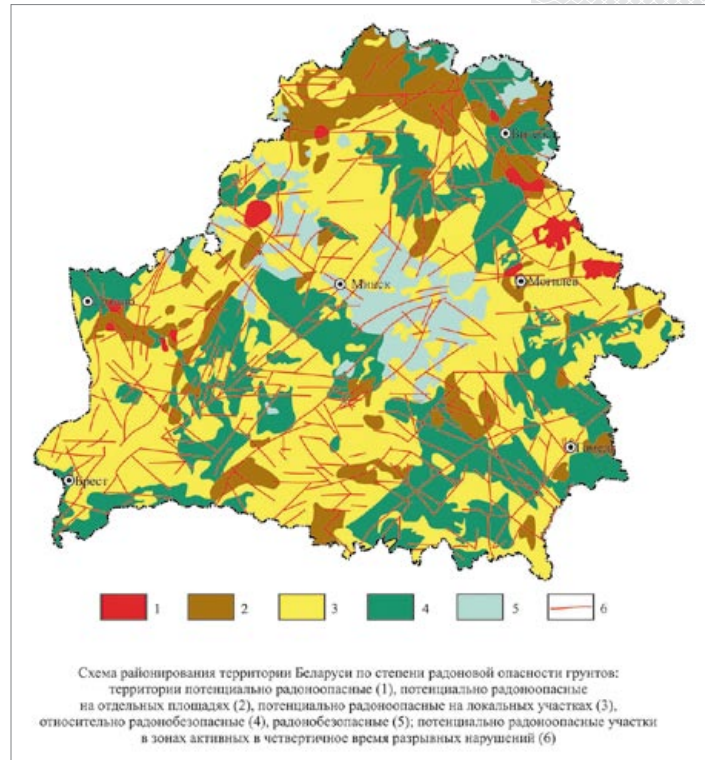 Минск
Могилев
Брест
1 2 3 4 5 6
Схема районирования территории Беларуси по степени радоновой опасности грунтов:
территории потенциально радоноопасные (1), потенциально радоноопасные
на отдельных площадях (2), потенциально радоноопасные на локальных участках (3),
относительно радонобезопасные (4), радонобезопасные (5); потенциально радоноопасные участки
в зонах активных в четвертичное время разрывных нарушений (6)